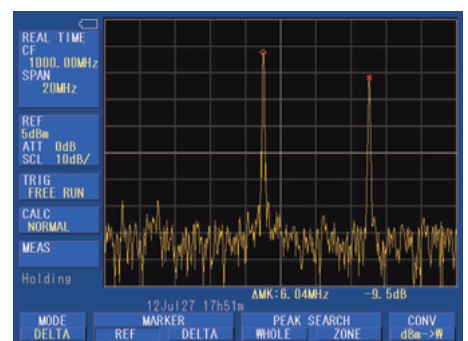 REAL TIME
CF
1000.00MHz
SPAN
20MHz
REF
5dBm
ATT 0dB
SCL 10dB/
TRIG
FREE RUN
CALC
NORMAL
MEAS
Holding
ΔMK:6.04MHz -9.5dB
12Jul27 17h51m
MODE
DELTA
MARKER
REF DELTA
PEAK SEARCH
WHOLE ZONE
CONV
dBm->W